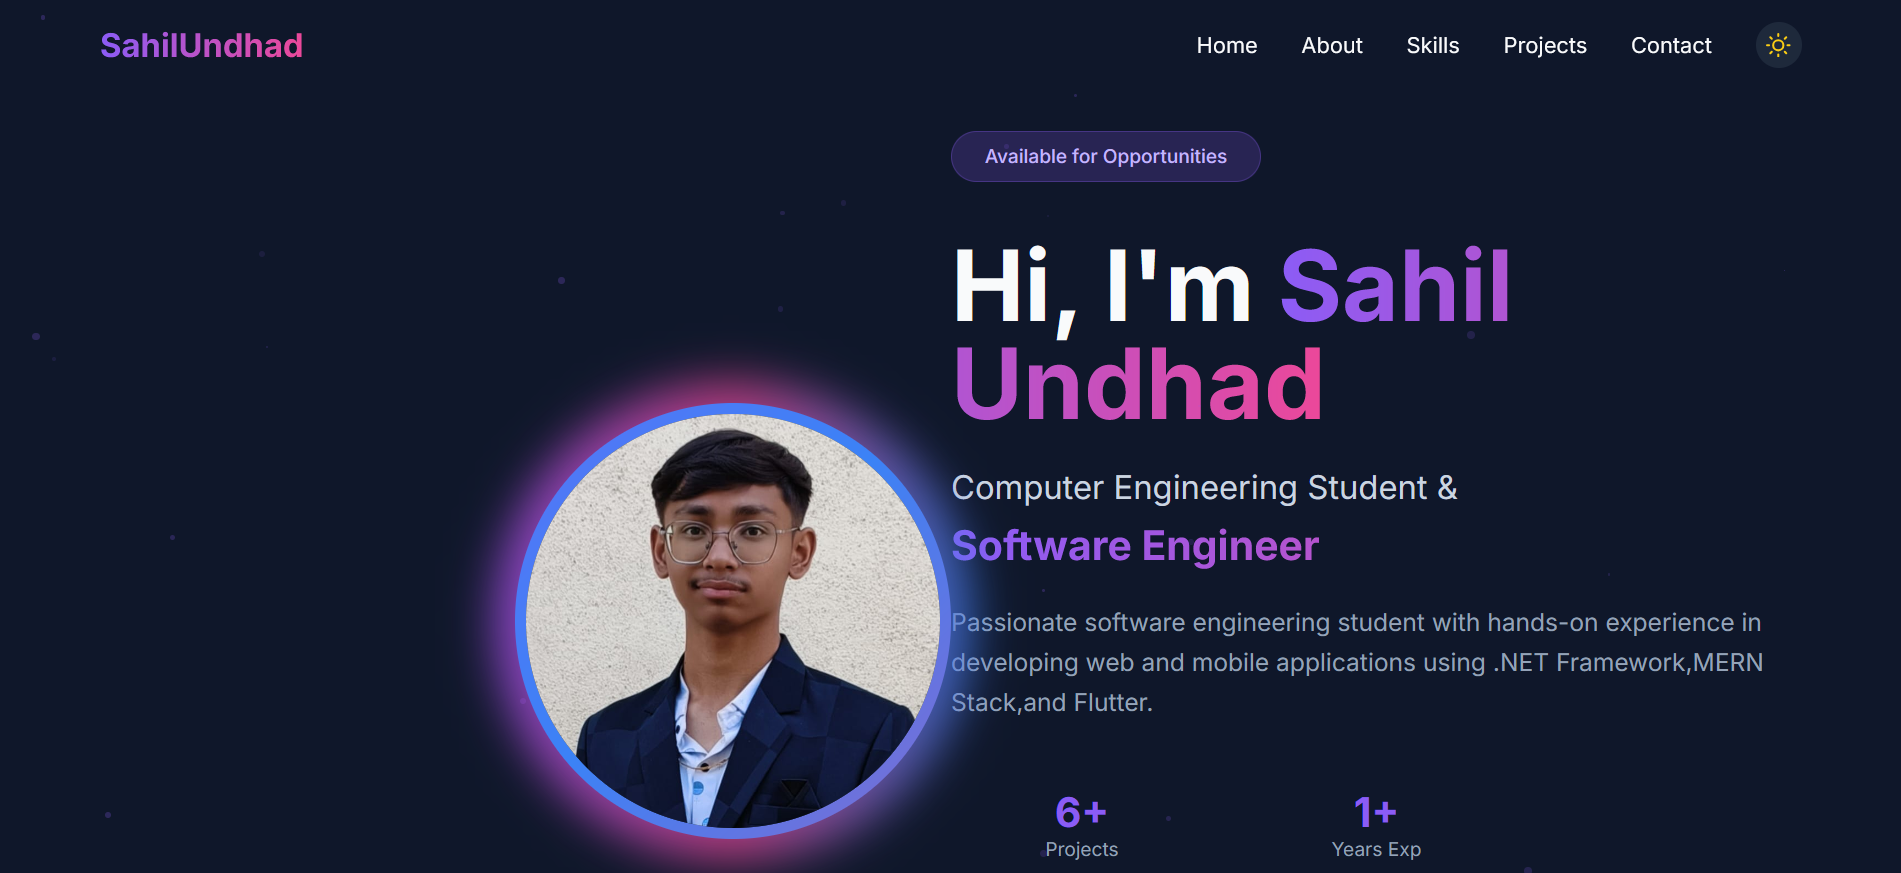 SahilUndhad
Home About Skills Projects Contact
Available for Opportunities
Hi, I'm Sahil
Undhad
Computer Engineering Student &
Software Engineer
Passionate software engineering student with hands-on experience in
developing web and mobile applications using .NET Framework,MERN
Stack,and Flutter.
6+ 1+
Projects Years Exp